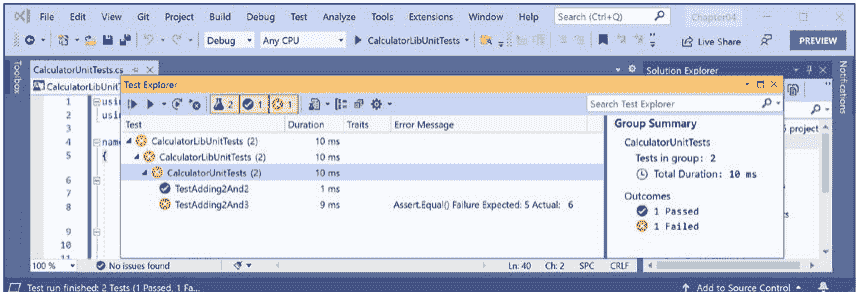 File Edit View Git Project Build Debug Test Analyze Tools Extensions Window Help Search (Ctrl+Q) Chapter04
Debug Any CPU CalculatorLibUnitTests Live Share PREVIEW
Toolbox
CalculatorUnitTests.cs
Solution Explorer
Notifications
CalculatorLibUnitT
Test Explorer
1 usin
2 usin
3
4 name
5 {
6
7
8
9
10
2 1 1 Search Test Explorer
Test Duration Traits Error Message
CalculatorLibUnitTests (2) 10 ms
CalculatorLibUnitTests (2) 10 ms
CalculatorUnitTests (2) 10 ms
TestAdding2And2 1 ms
TestAdding2And3 9 ms Assert.Equal() Failure Expected: 5 Actual: 6
Group Summary
CalculatorUnitTests
Tests in group: 2
Total Duration: 10 ms
Outcomes
1 Passed
1 Failed
project
100 % No issues found Ln: 40 Ch: 2 SPC CRLF
Test run finished: 2 Tests (1 Passed, 1 Fa... Add to Source Control